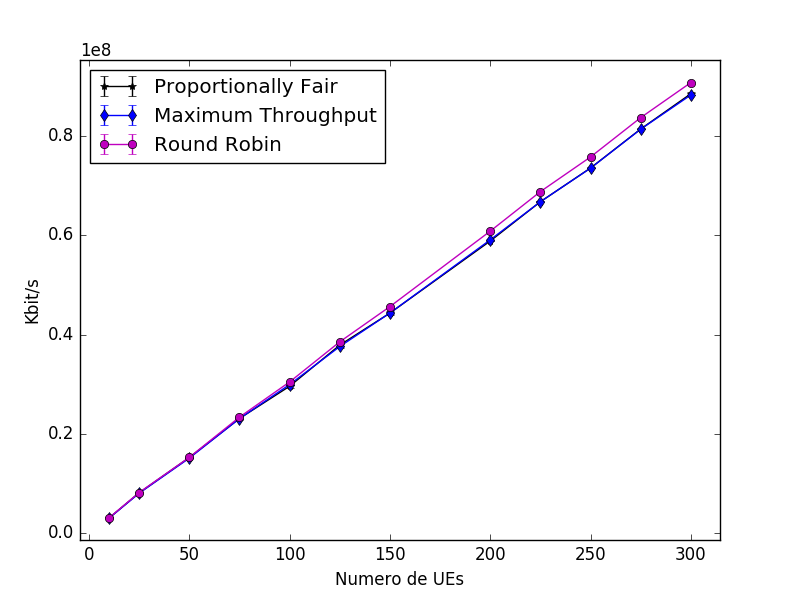 1e8
Proportionally Fair
Maximum Throughput
Round Robin
0.8
0.6
0.4
0.2
0.0
Kbit/s
0 50 100 150 200 250 300
Numero de UEs